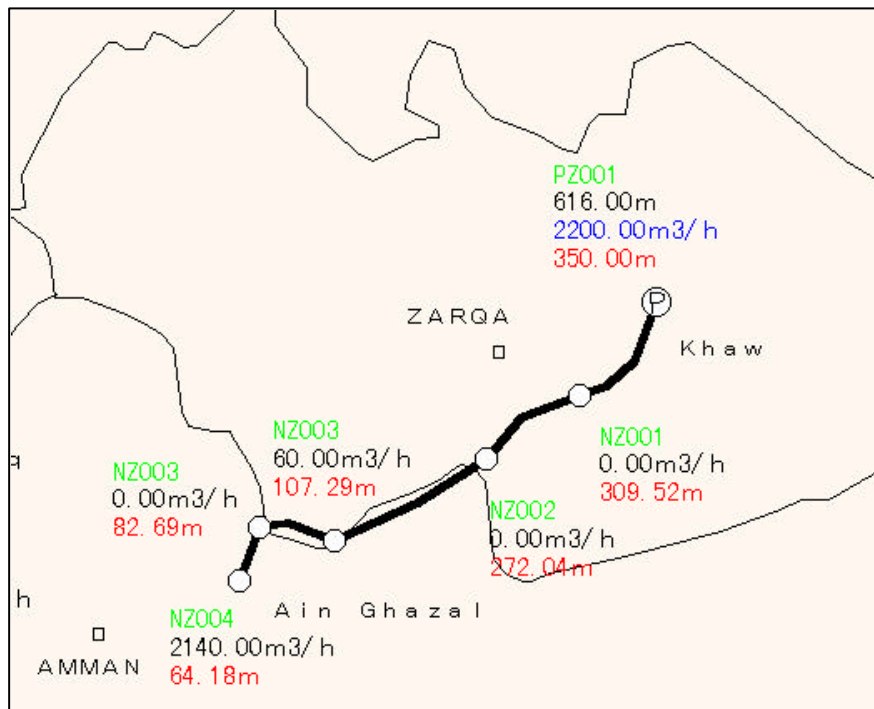 PZ001
616.00m
2200.00m3/h
350.00m
ZARQA
P
Khaw
NZ003
60.00m3/h
107.29m
NZ001
0.00m3/h
309.52m
NZ003
0.00m3/h
82.69m
NZ002
0.00m3/h
272.04m
h
Ain Ghazal
NZ004
2140.00m3/h
64.18m
AMMAN